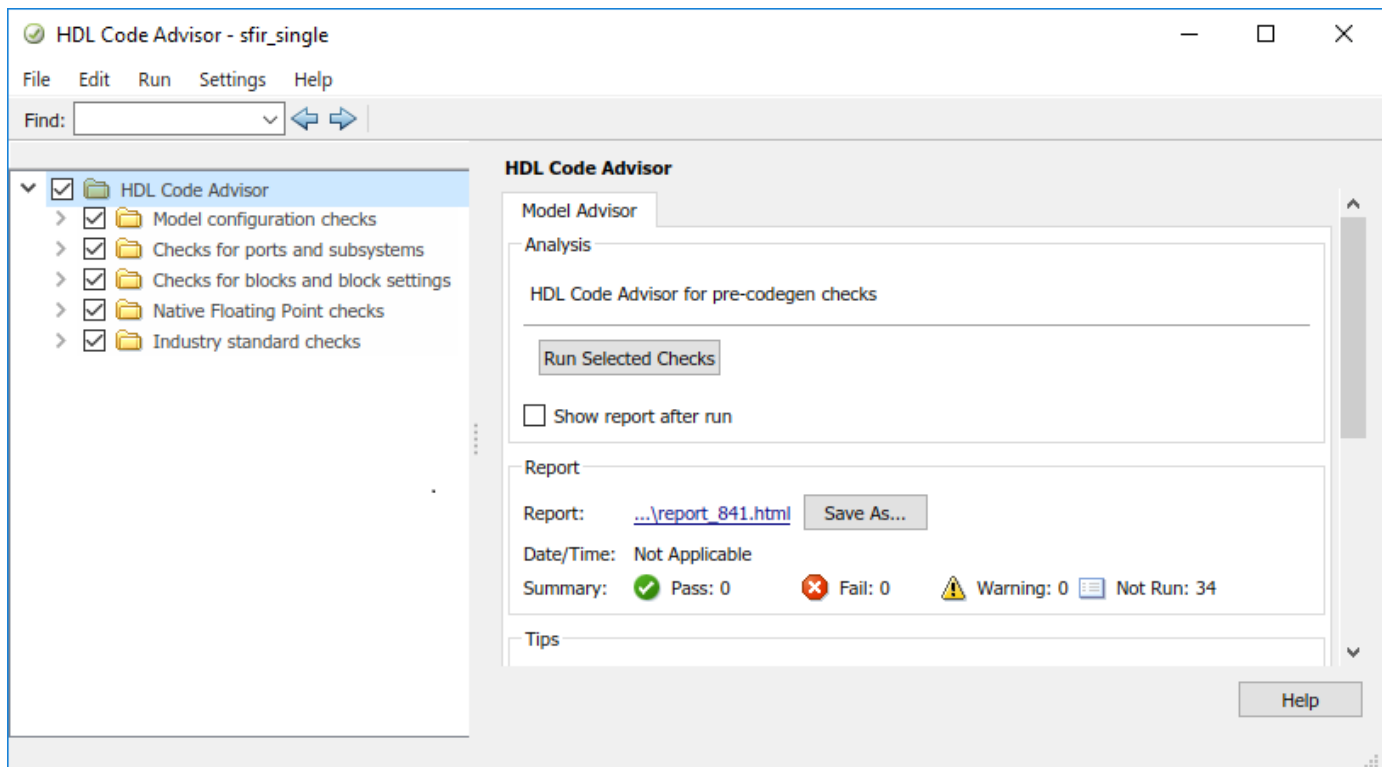 HDL Code Advisor - sfir_single
File Edit Run Settings Help
Find:
HDL Code Advisor
Model configuration checks
Checks for ports and subsystems
Checks for blocks and block settings
Native Floating Point checks
Industry standard checks
HDL Code Advisor
Model Advisor
Analysis
HDL Code Advisor for pre-codegen checks
Run Selected Checks
Show report after run
Report
Report: ...\report_841.html Save As...
Date/Time: Not Applicable
Summary: Pass: 0 Fail: 0 Warning: 0 Not Run: 34
Tips
Help